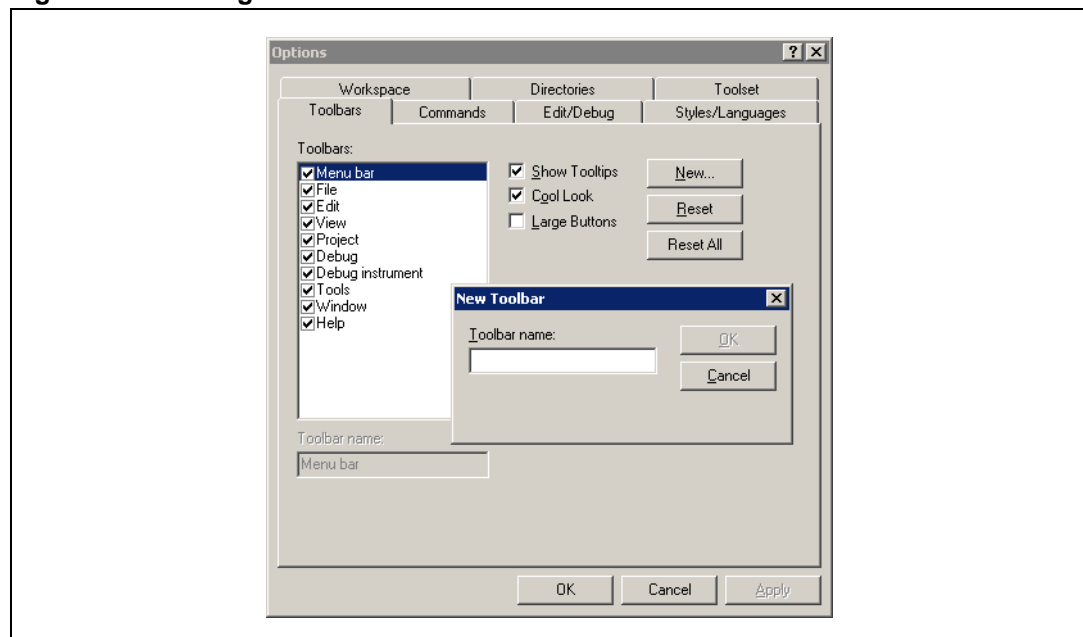 Options
Workspace Directories Toolset
Toolbars Commands Edit/Debug Styles/Languages
Toolbars:
Menu bar
File
Edit
View
Project
Debug
Debug instrument
Tools
Window
Help
Show Tooltips
Cool Look
Large Buttons
New...
Reset
Reset All
New Toolbar
Toolbar name:
OK
Cancel
Toolbar name:
Menu bar
OK Cancel Apply